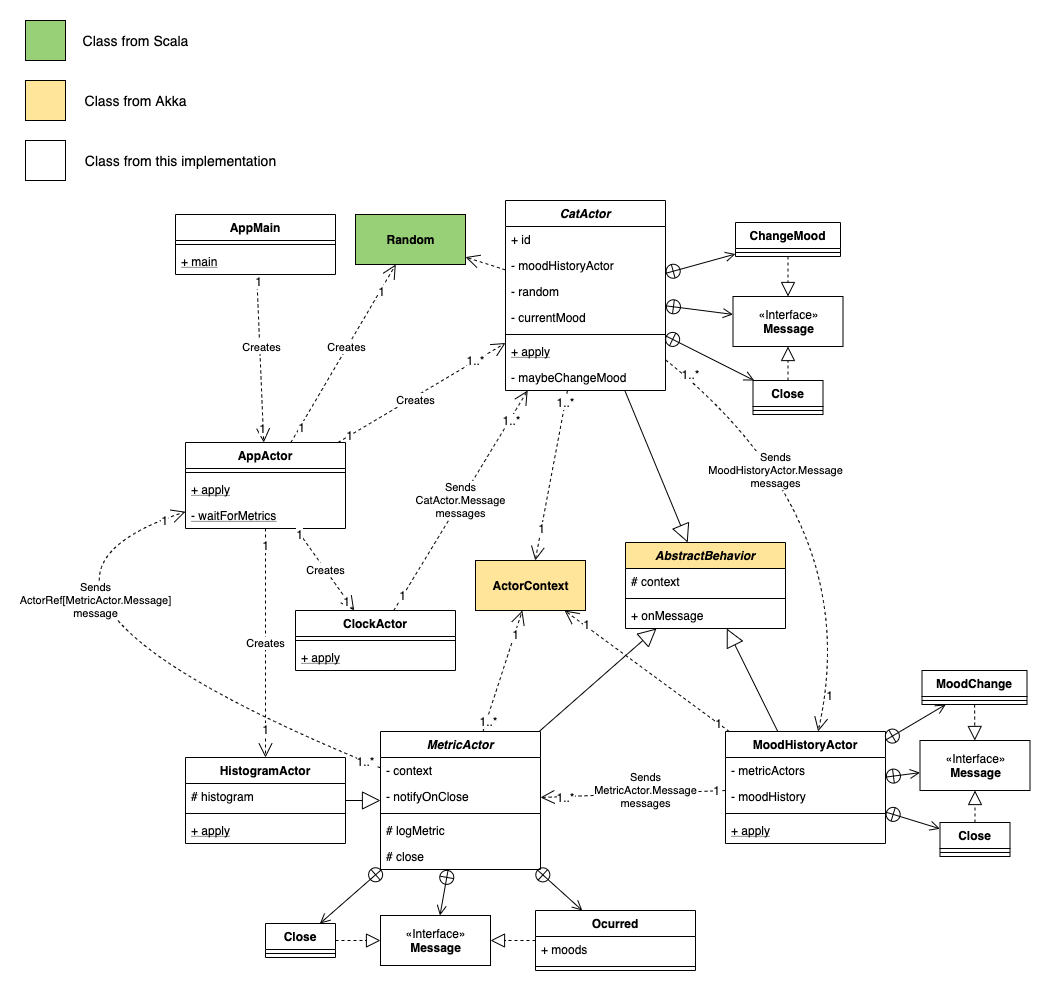 Class from Scala
Class from Akka
Class from this implementation
AppMain
+ main
Random
CatActor
+ id
- moodHistoryActor
- random
- currentMood
+ apply
- maybeChangeMood
ChangeMood
«Interface»
Message
Close
1
Creates
1
Creates
1
1..*
Creates
1
1..*
1..*
1..*
Sends
MoodHistoryActor.Message
messages
AppActor
+ apply
- waitForMetrics
1
Sends
CatActor.Message
messages
1
1
1
Creates
1
1
Sends
ActorRef[MetricActor.Message]
message
ActorContext
AbstractBehavior
# context
+ onMessage
ClockActor
+ apply
Creates
1
1
1
MoodChange
1..*
1
1
MetricActor
- context
- notifyOnClose
# logMetric
# close
MoodHistoryActor
- metricActors
- moodHistory
+ apply
«Interface»
Message
Close
1..*
HistogramActor
# histogram
+ apply
Sends
MetricActor.Message
messages
1..*
1
Close
«Interface»
Message
Ocurred
+ moods